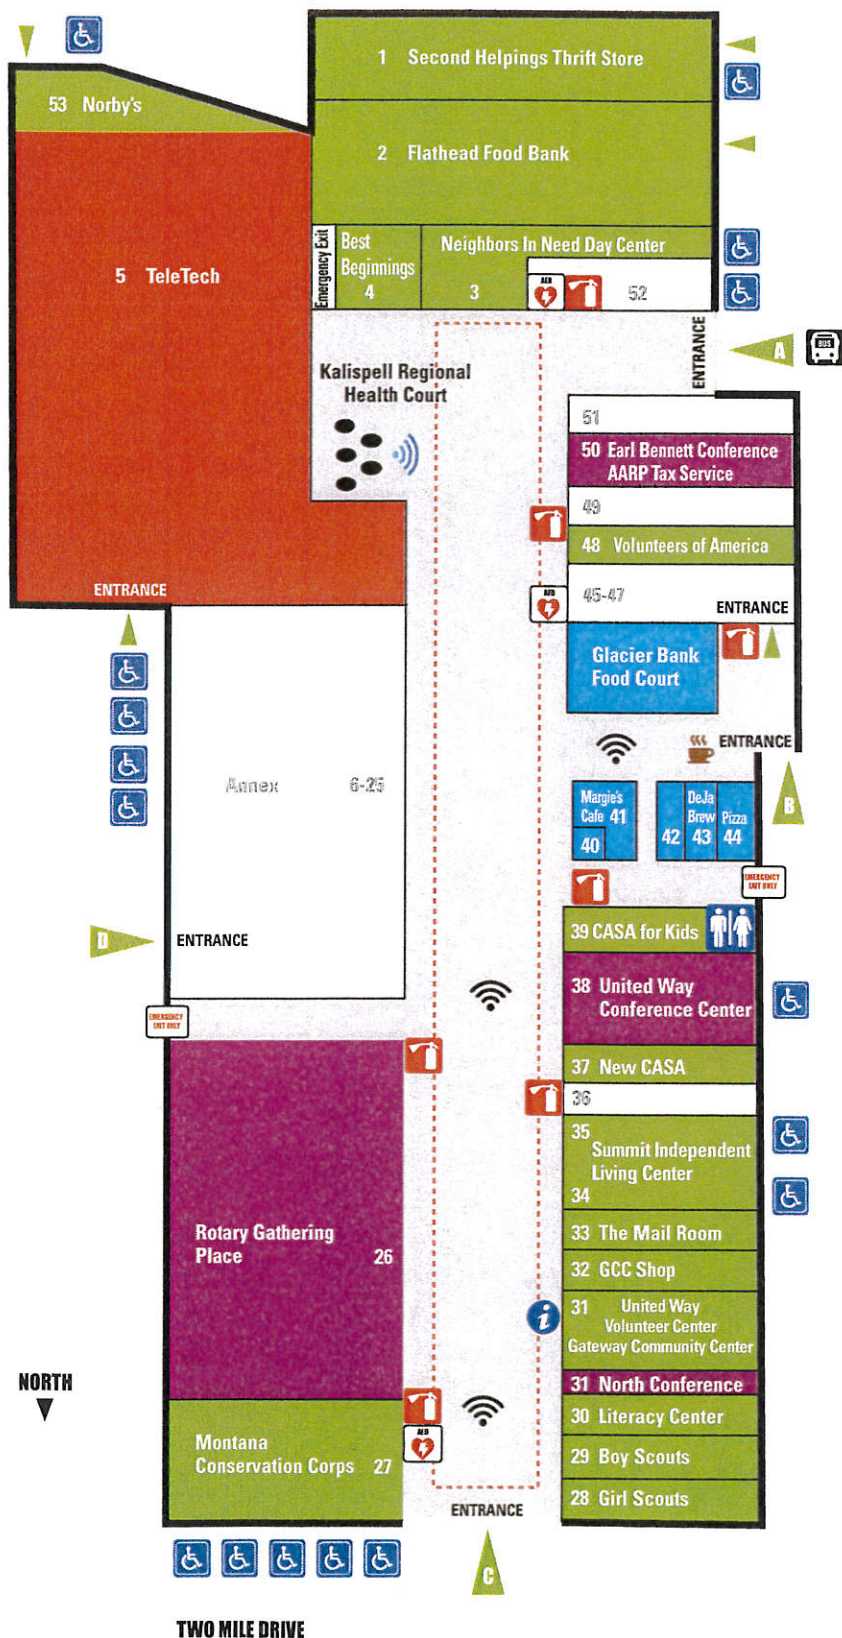 1 Second Helpings Thrift Store
53 Norby's
2 Flathead Food Bank
Emergency Exit
Best
Beginnings
4
Neighbors In Need Day Center
3
AED
52
5 TeleTech
ENTRANCE
A
BUS
Kalispell Regional
Health Court
51
50 Earl Bennett Conference
AARP Tax Service
49
48 Volunteers of America
AED
45-47
ENTRANCE
ENTRANCE
Glacier Bank
Food Court
ENTRANCE
B
Annex 6-25
Margie's
Cafe 41
40
42
DeJa
Brew
43
Pizza
44
EMERGENCY
EXIT ONLY
39 CASA for Kids
D
ENTRANCE
38 United Way
Conference Center
EMERGENCY
EXIT ONLY
37 New CASA
36
35
Summit Independent
Living Center
34
Rotary Gathering
Place 26
33 The Mail Room
32 GCC Shop
i
31 United Way
Volunteer Center
Gateway Community Center
NORTH
31 North Conference
30 Literacy Center
AED
Montana
Conservation Corps 27
29 Boy Scouts
28 Girl Scouts
ENTRANCE
C
TWO MILE DRIVE